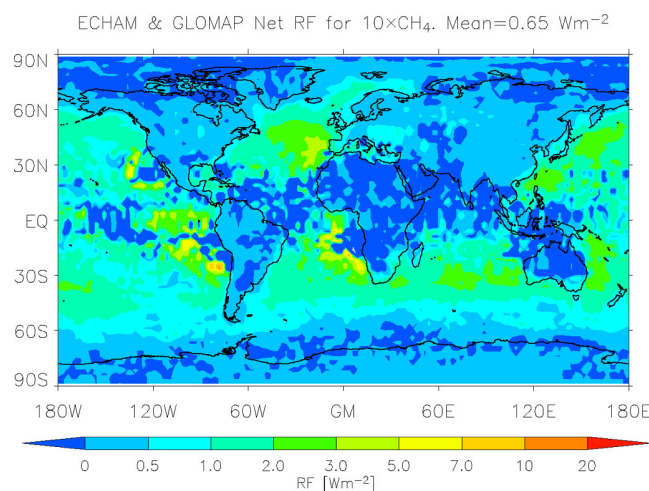 ECHAM & GLOMAP Net RF for 10×CH₄. Mean=0.65 Wm⁻²
90N
60N
30N
EQ
30S
60S
90S
180W 120W 60W GM 60E 120E 180E
0 0.5 1.0 2.0 3.0 5.0 7.0 10 20
RF [Wm⁻²]